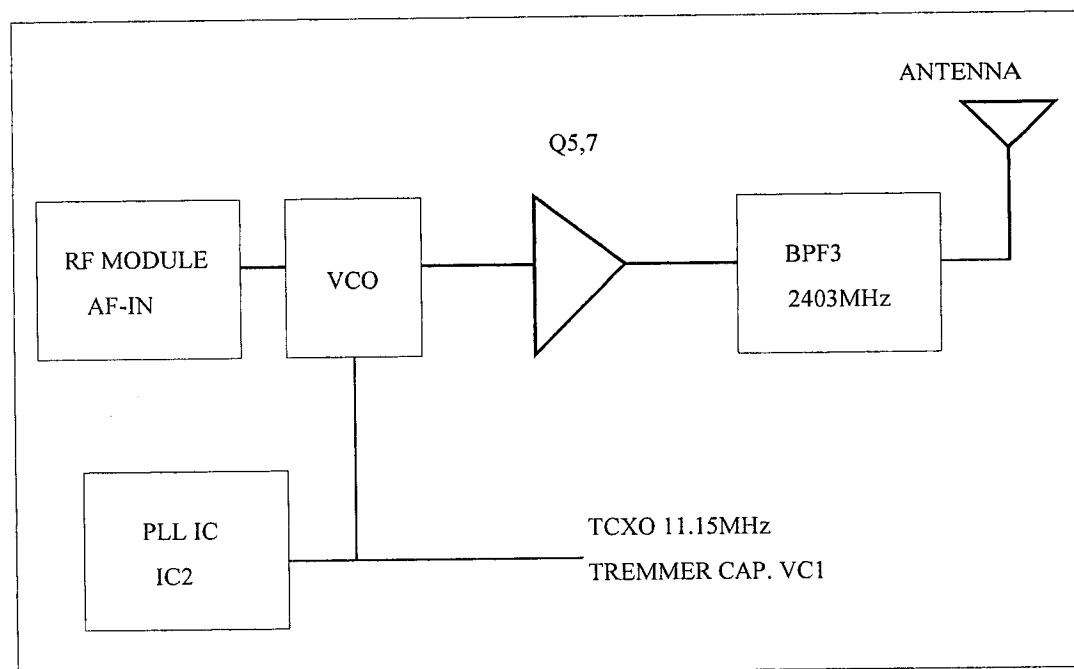 ANTENNA
Q5,7
RF MODULE
AF-IN
VCO
BPF3
2403MHz
PLL IC
IC2
TCXO 11.15MHz
TREMMER CAP. VC1